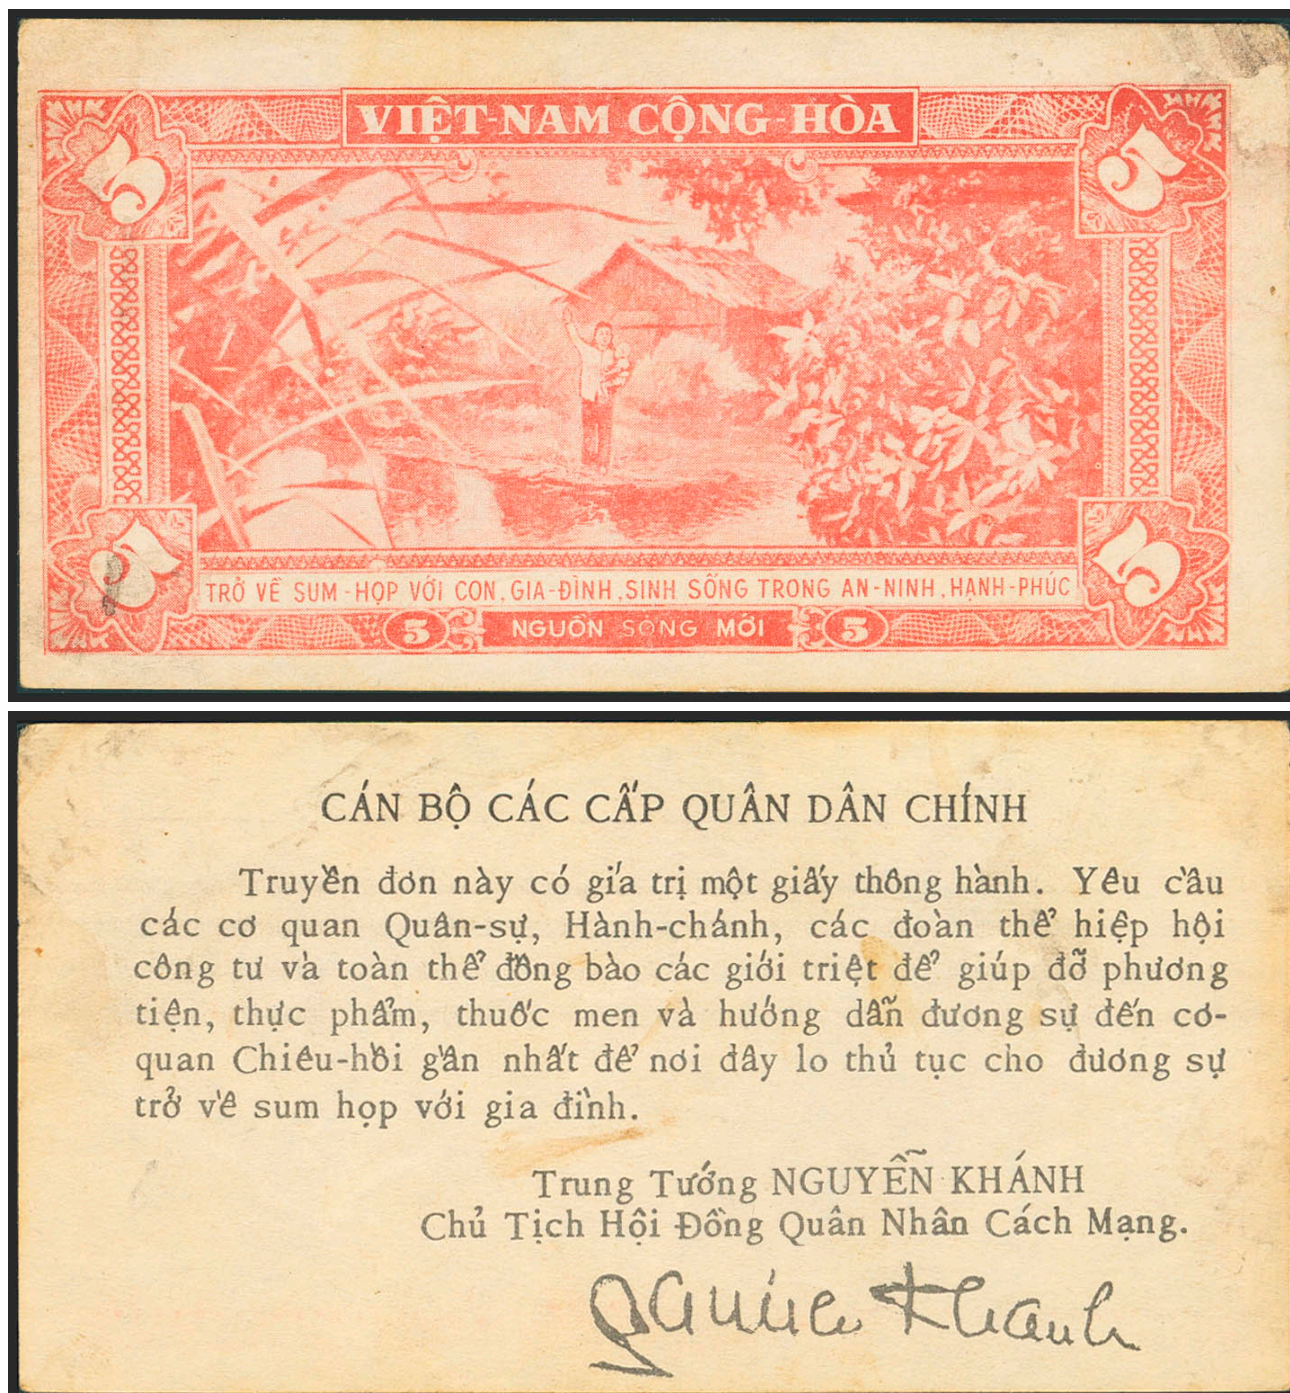 VIỆT-NAM CỘNG-HÒA
5 5
5 5
TRỞ VỀ SUM-HỌP VỚI CON, GIA-ĐÌNH, SINH SỐNG TRONG AN-NINH, HẠNH-PHÚC
5 NGUỒN SỐNG MỚI 5
CÁN BỘ CÁC CẤP QUÂN DÂN CHÍNH
Truyền đơn này có giá trị một giấy thông hành. Yêu cầu
các cơ quan Quân-sự, Hành-chánh, các đoàn thể hiệp hội
công tư và toàn thể đồng bào các giới triệt để giúp đỡ phương
tiện, thực phẩm, thuốc men và hướng dẫn đương sự đến cơ-
quan Chiêu-hồi gần nhất để nơi đây lo thủ tục cho đương sự
trở về sum họp với gia đình.
Trung Tướng NGUYỄN KHÁNH
Chủ Tịch Hội Đồng Quân Nhân Cách Mạng.
Khanh